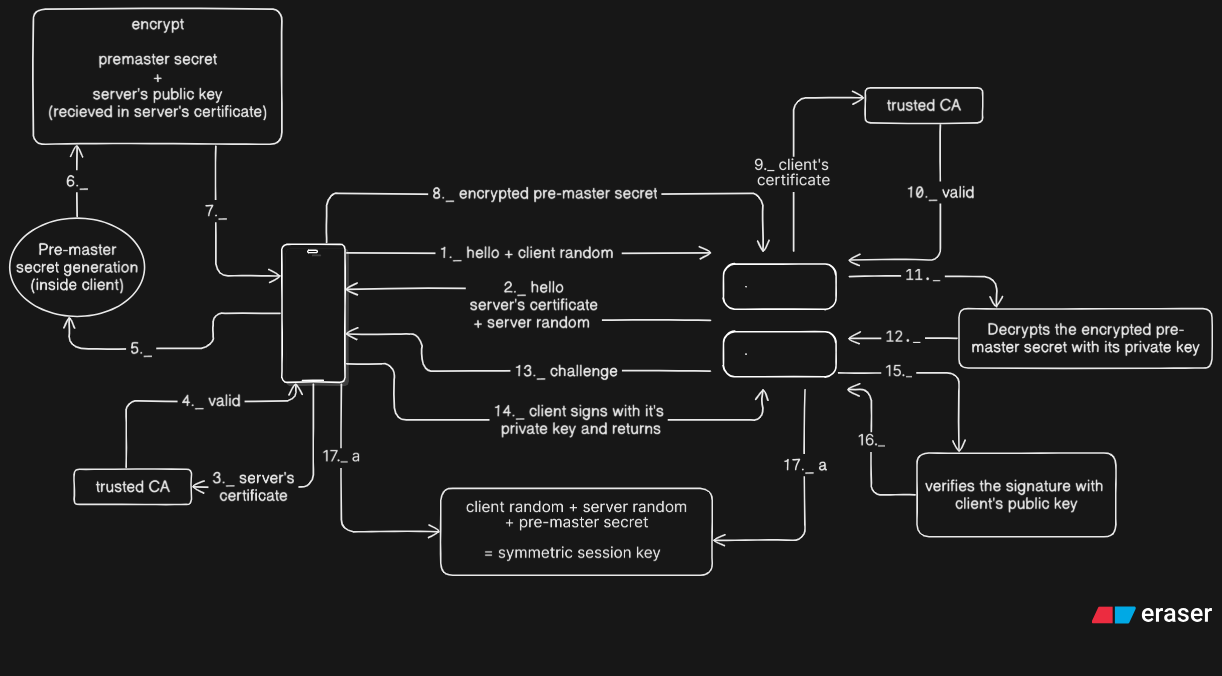 encrypt
premaster secret
+
server's public key
(recieved in server's certificate)
6._
7._
Pre-master
secret generation
(inside client)
5._
4._ valid
trusted CA
3._ server's
certificate
8._ encrypted pre-master secret
1._ hello + client random
2._ hello
server's certificate
+ server random
13._ challenge
14._ client signs with it's
private key and returns
17._ a
client random + server random
+ pre-master secret
= symmetric session key
17._ a
9._ client's
certificate
trusted CA
10._ valid
11._
Decrypts the encrypted pre-
master secret with its private key
12._
15._
16._
verifies the signature with
client's public key
eraser